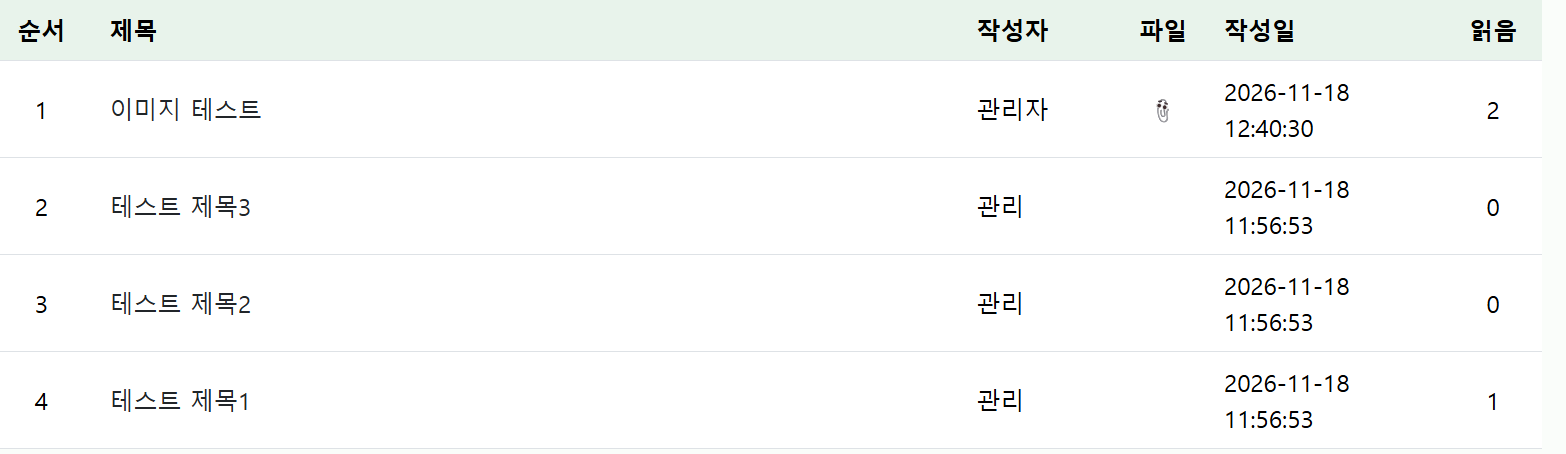 순서 제목 작성자 파일 작성일 읽음
1 이미지 테스트 관리자 2026-11-18 2
12:40:30
2 테스트 제목3 관리 2026-11-18 0
11:56:53
3 테스트 제목2 관리 2026-11-18 0
11:56:53
4 테스트 제목1 관리 2026-11-18 1
11:56:53